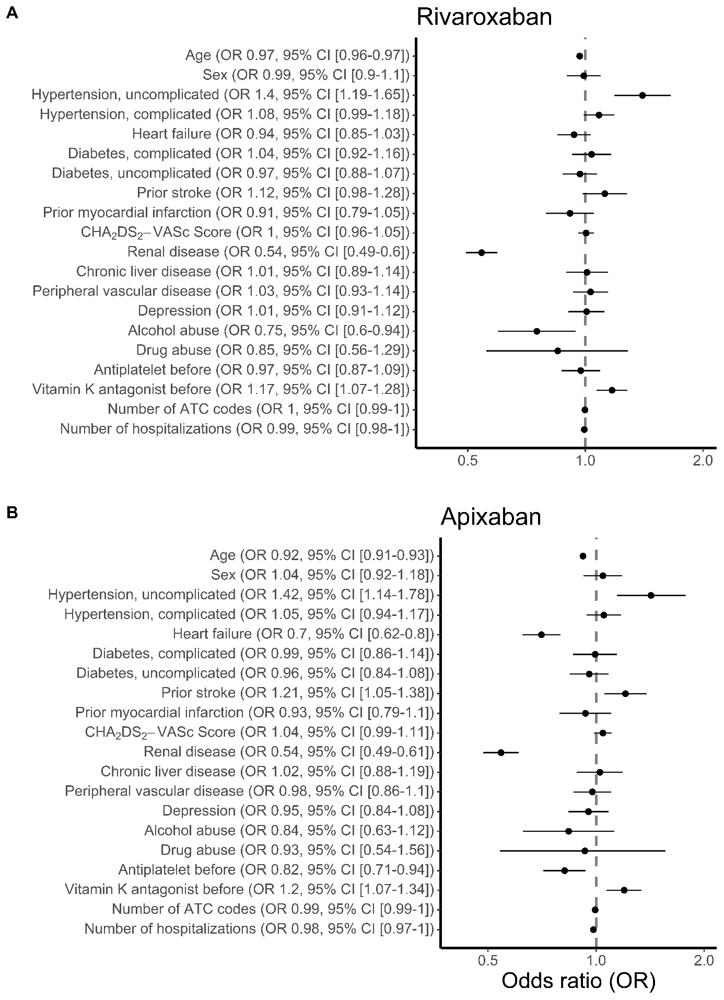 A
Rivaroxaban
Age (OR 0.97, 95% CI [0.96-0.97])
Sex (OR 0.99, 95% CI [0.9-1.1])
Hypertension, uncomplicated (OR 1.4, 95% CI [1.19-1.65])
Hypertension, complicated (OR 1.08, 95% CI [0.99-1.18])
Heart failure (OR 0.94, 95% CI [0.85-1.03])
Diabetes, complicated (OR 1.04, 95% CI [0.92-1.16])
Diabetes, uncomplicated (OR 0.97, 95% CI [0.88-1.07])
Prior stroke (OR 1.12, 95% CI [0.98-1.28])
Prior myocardial infarction (OR 0.91, 95% CI [0.79-1.05])
CHA₂DS₂−VASc Score (OR 1, 95% CI [0.96-1.05])
Renal disease (OR 0.54, 95% CI [0.49-0.6])
Chronic liver disease (OR 1.01, 95% CI [0.89-1.14])
Peripheral vascular disease (OR 1.03, 95% CI [0.93-1.14])
Depression (OR 1.01, 95% CI [0.91-1.12])
Alcohol abuse (OR 0.75, 95% CI [0.6-0.94])
Drug abuse (OR 0.85, 95% CI [0.56-1.29])
Antiplatelet before (OR 0.97, 95% CI [0.87-1.09])
Vitamin K antagonist before (OR 1.17, 95% CI [1.07-1.28])
Number of ATC codes (OR 1, 95% CI [0.99-1])
Number of hospitalizations (OR 0.99, 95% CI [0.98-1])
0.5 1.0 2.0
B
Apixaban
Age (OR 0.92, 95% CI [0.91-0.93])
Sex (OR 1.04, 95% CI [0.92-1.18])
Hypertension, uncomplicated (OR 1.42, 95% CI [1.14-1.78])
Hypertension, complicated (OR 1.05, 95% CI [0.94-1.17])
Heart failure (OR 0.7, 95% CI [0.62-0.8])
Diabetes, complicated (OR 0.99, 95% CI [0.86-1.14])
Diabetes, uncomplicated (OR 0.96, 95% CI [0.84-1.08])
Prior stroke (OR 1.21, 95% CI [1.05-1.38])
Prior myocardial infarction (OR 0.93, 95% CI [0.79-1.1])
CHA₂DS₂−VASc Score (OR 1.04, 95% CI [0.99-1.11])
Renal disease (OR 0.54, 95% CI [0.49-0.61])
Chronic liver disease (OR 1.02, 95% CI [0.88-1.19])
Peripheral vascular disease (OR 0.98, 95% CI [0.86-1.1])
Depression (OR 0.95, 95% CI [0.84-1.08])
Alcohol abuse (OR 0.84, 95% CI [0.63-1.12])
Drug abuse (OR 0.93, 95% CI [0.54-1.56])
Antiplatelet before (OR 0.82, 95% CI [0.71-0.94])
Vitamin K antagonist before (OR 1.2, 95% CI [1.07-1.34])
Number of ATC codes (OR 0.99, 95% CI [0.99-1])
Number of hospitalizations (OR 0.98, 95% CI [0.97-1])
0.5 1.0 2.0
Odds ratio (OR)